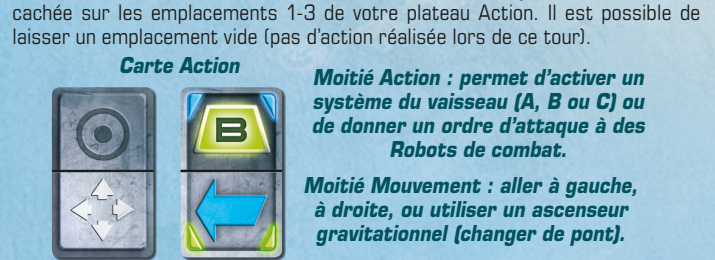 cachée sur les emplacements 1-3 de votre plateau Action. Il est possible de
laisser un emplacement vide (pas d'action réalisée lors de ce tour).
Carte Action
B
Moitié Action : permet d'activer un
système du vaisseau (A, B ou C) ou
de donner un ordre d'attaque à des
Robots de combat.
Moitié Mouvement : aller à gauche,
à droite, ou utiliser un ascenseur
gravitationnel (changer de pont).